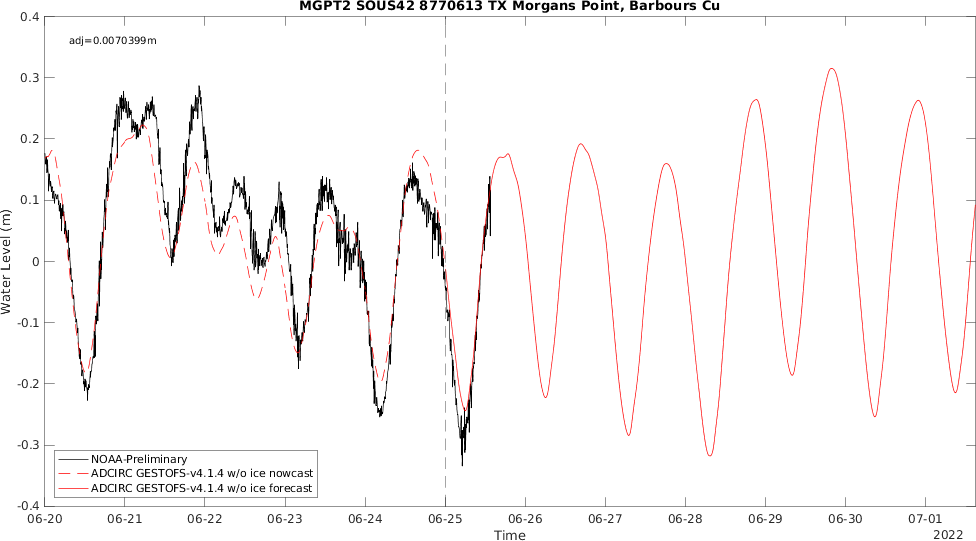 MGPT2 SOUS42 8770613 TX Morgans Point, Barbours Cu
adj=0.0070399m
0.4
0.3
0.2
0.1
0
-0.1
-0.2
-0.3
-0.4
Water Level (m)
NOAA-Preliminary
ADCIRC GESTOFS-v4.1.4 w/o ice nowcast
ADCIRC GESTOFS-v4.1.4 w/o ice forecast
06-20 06-21 06-22 06-23 06-24 06-25 06-26 06-27 06-28 06-29 06-30 07-01
Time
2022